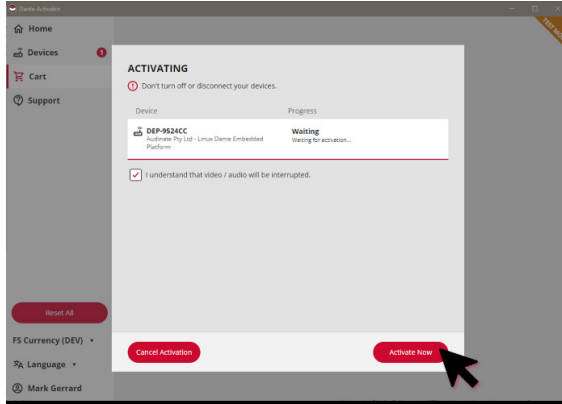 Dante Activator
TEST MO
Home
Devices 1
Cart
Support
Reset All
FS Currency (DEV)
Language
Mark Gerrard
ACTIVATING
Don't turn off or disconnect your devices.
Device Progress
DEP-9524CC Waiting
Audinate Pty Ltd - Linux Dante Embedded Waiting for activation...
Platform
I understand that video / audio will be interrupted.
Cancel Activation Activate Now